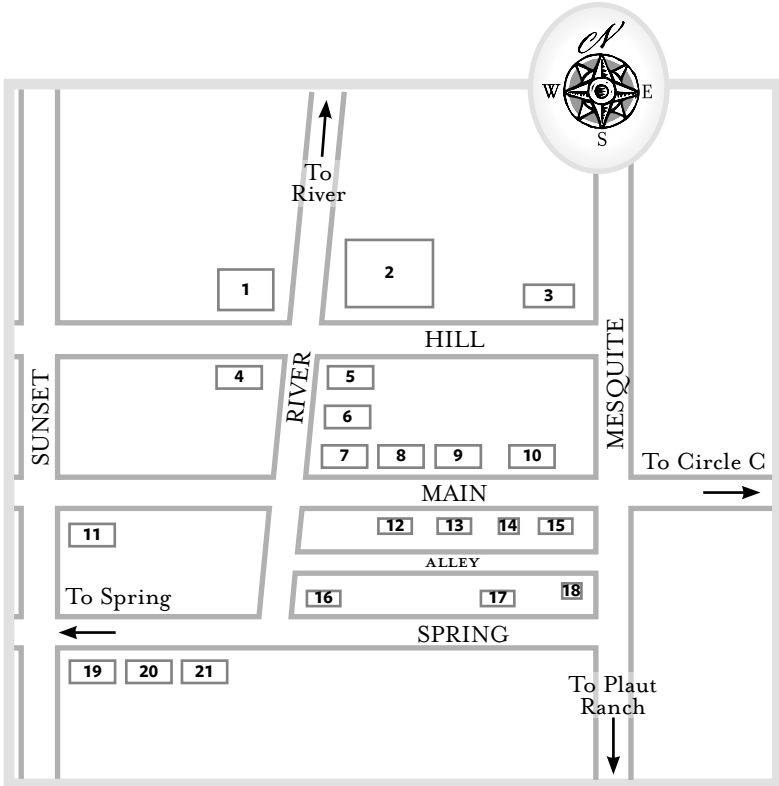 N
W E
S
To
River
1
2
3
HILL
4
5
SUNSET
RIVER
MESQUITE
6
7
8
9
10
To Circle C
MAIN
11
12
13
14
15
ALLEY
To Spring
16
17
18
SPRING
19
20
21
To Plaut
Ranch